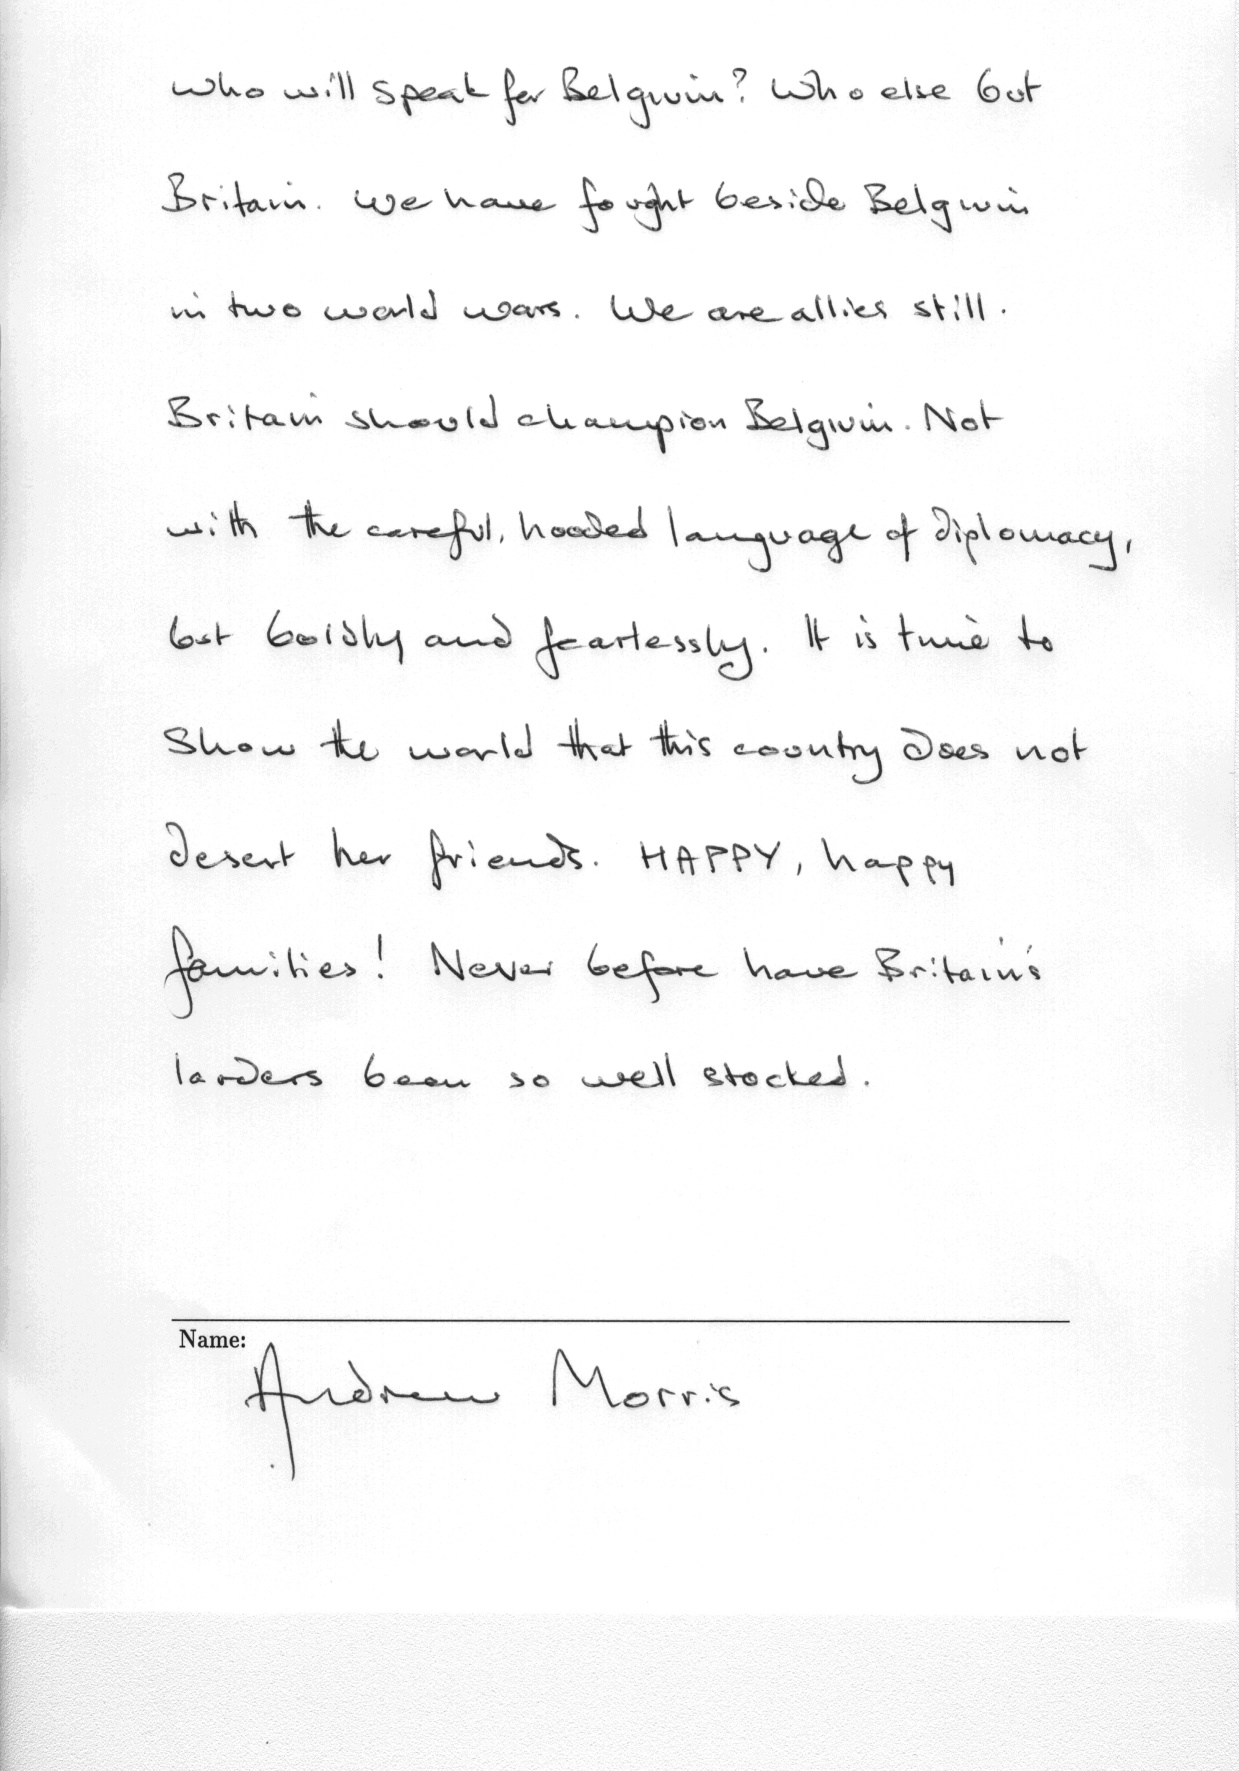 who will speak for Belgium? Who else but
Britain. We have fought beside Belgium
in two world wars. We are allies still.
Britain should champion Belgium. Not
with the careful, hooded language of diplomacy,
but boldly and fearlessly. It is time to
show the world that this country does not
desert her friends. HAPPY, happy
families! Never before have Britain's
larders been so well stocked.
Name:
Andrew Morris